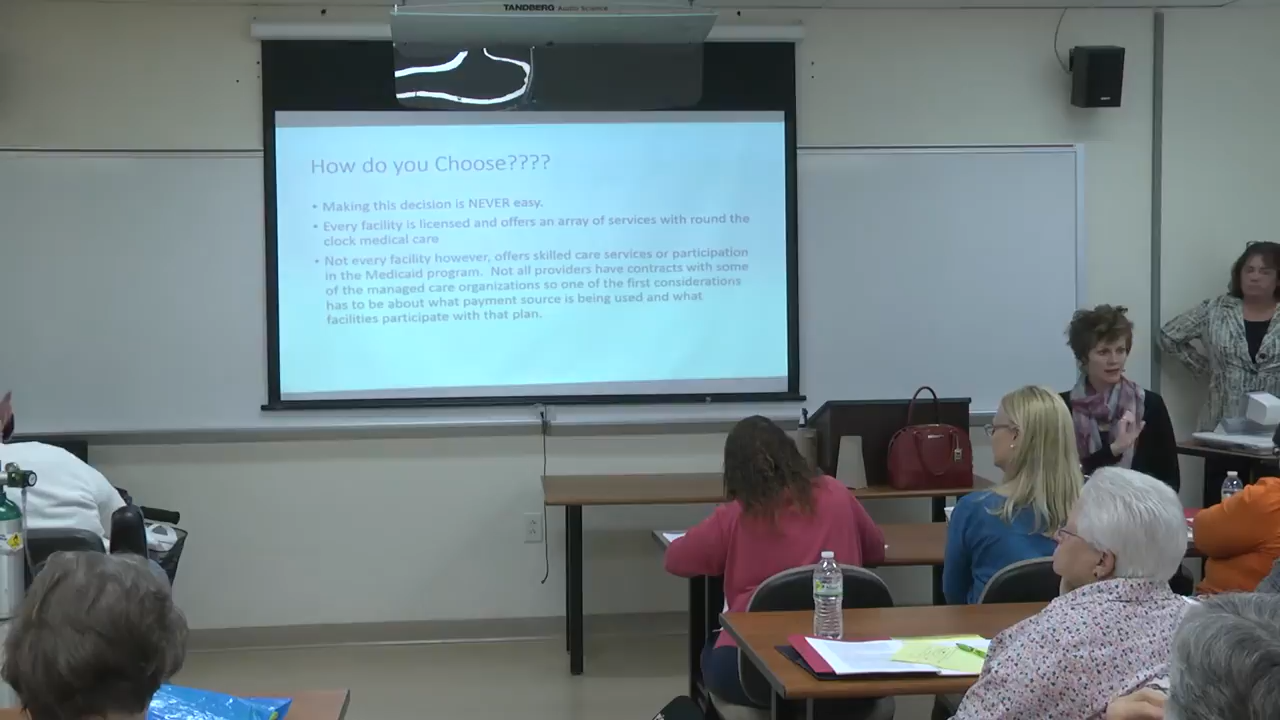 TANDBERG Audio Science
How do you Choose????
• Making this decision is NEVER easy.
• Every facility is licensed and offers an array of services with round the
clock medical care
• Not every facility however, offers skilled care services or participation
in the Medicaid program. Not all providers have contracts with some
of the managed care organizations so one of the first considerations
has to be about what payment source is being used and what
facilities participate with that plan.